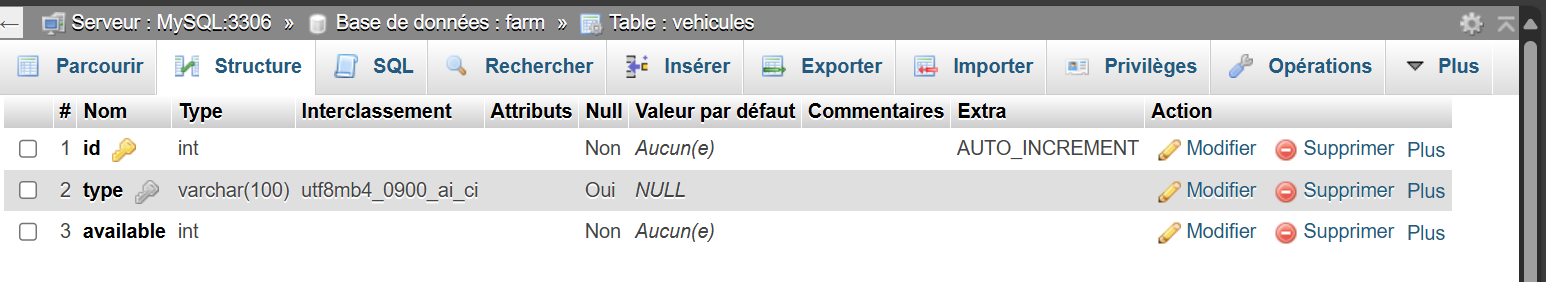 Serveur : MySQL:3306 » Base de données : farm » Table : vehicules
Parcourir Structure SQL Rechercher Insérer Exporter Importer Privilèges Opérations Plus
# Nom Type Interclassement Attributs Null Valeur par défaut Commentaires Extra Action
1 id int Non Aucun(e) AUTO_INCREMENT Modifier Supprimer Plus
2 type varchar(100) utf8mb4_0900_ai_ci Oui NULL Modifier Supprimer Plus
3 available int Non Aucun(e) Modifier Supprimer Plus